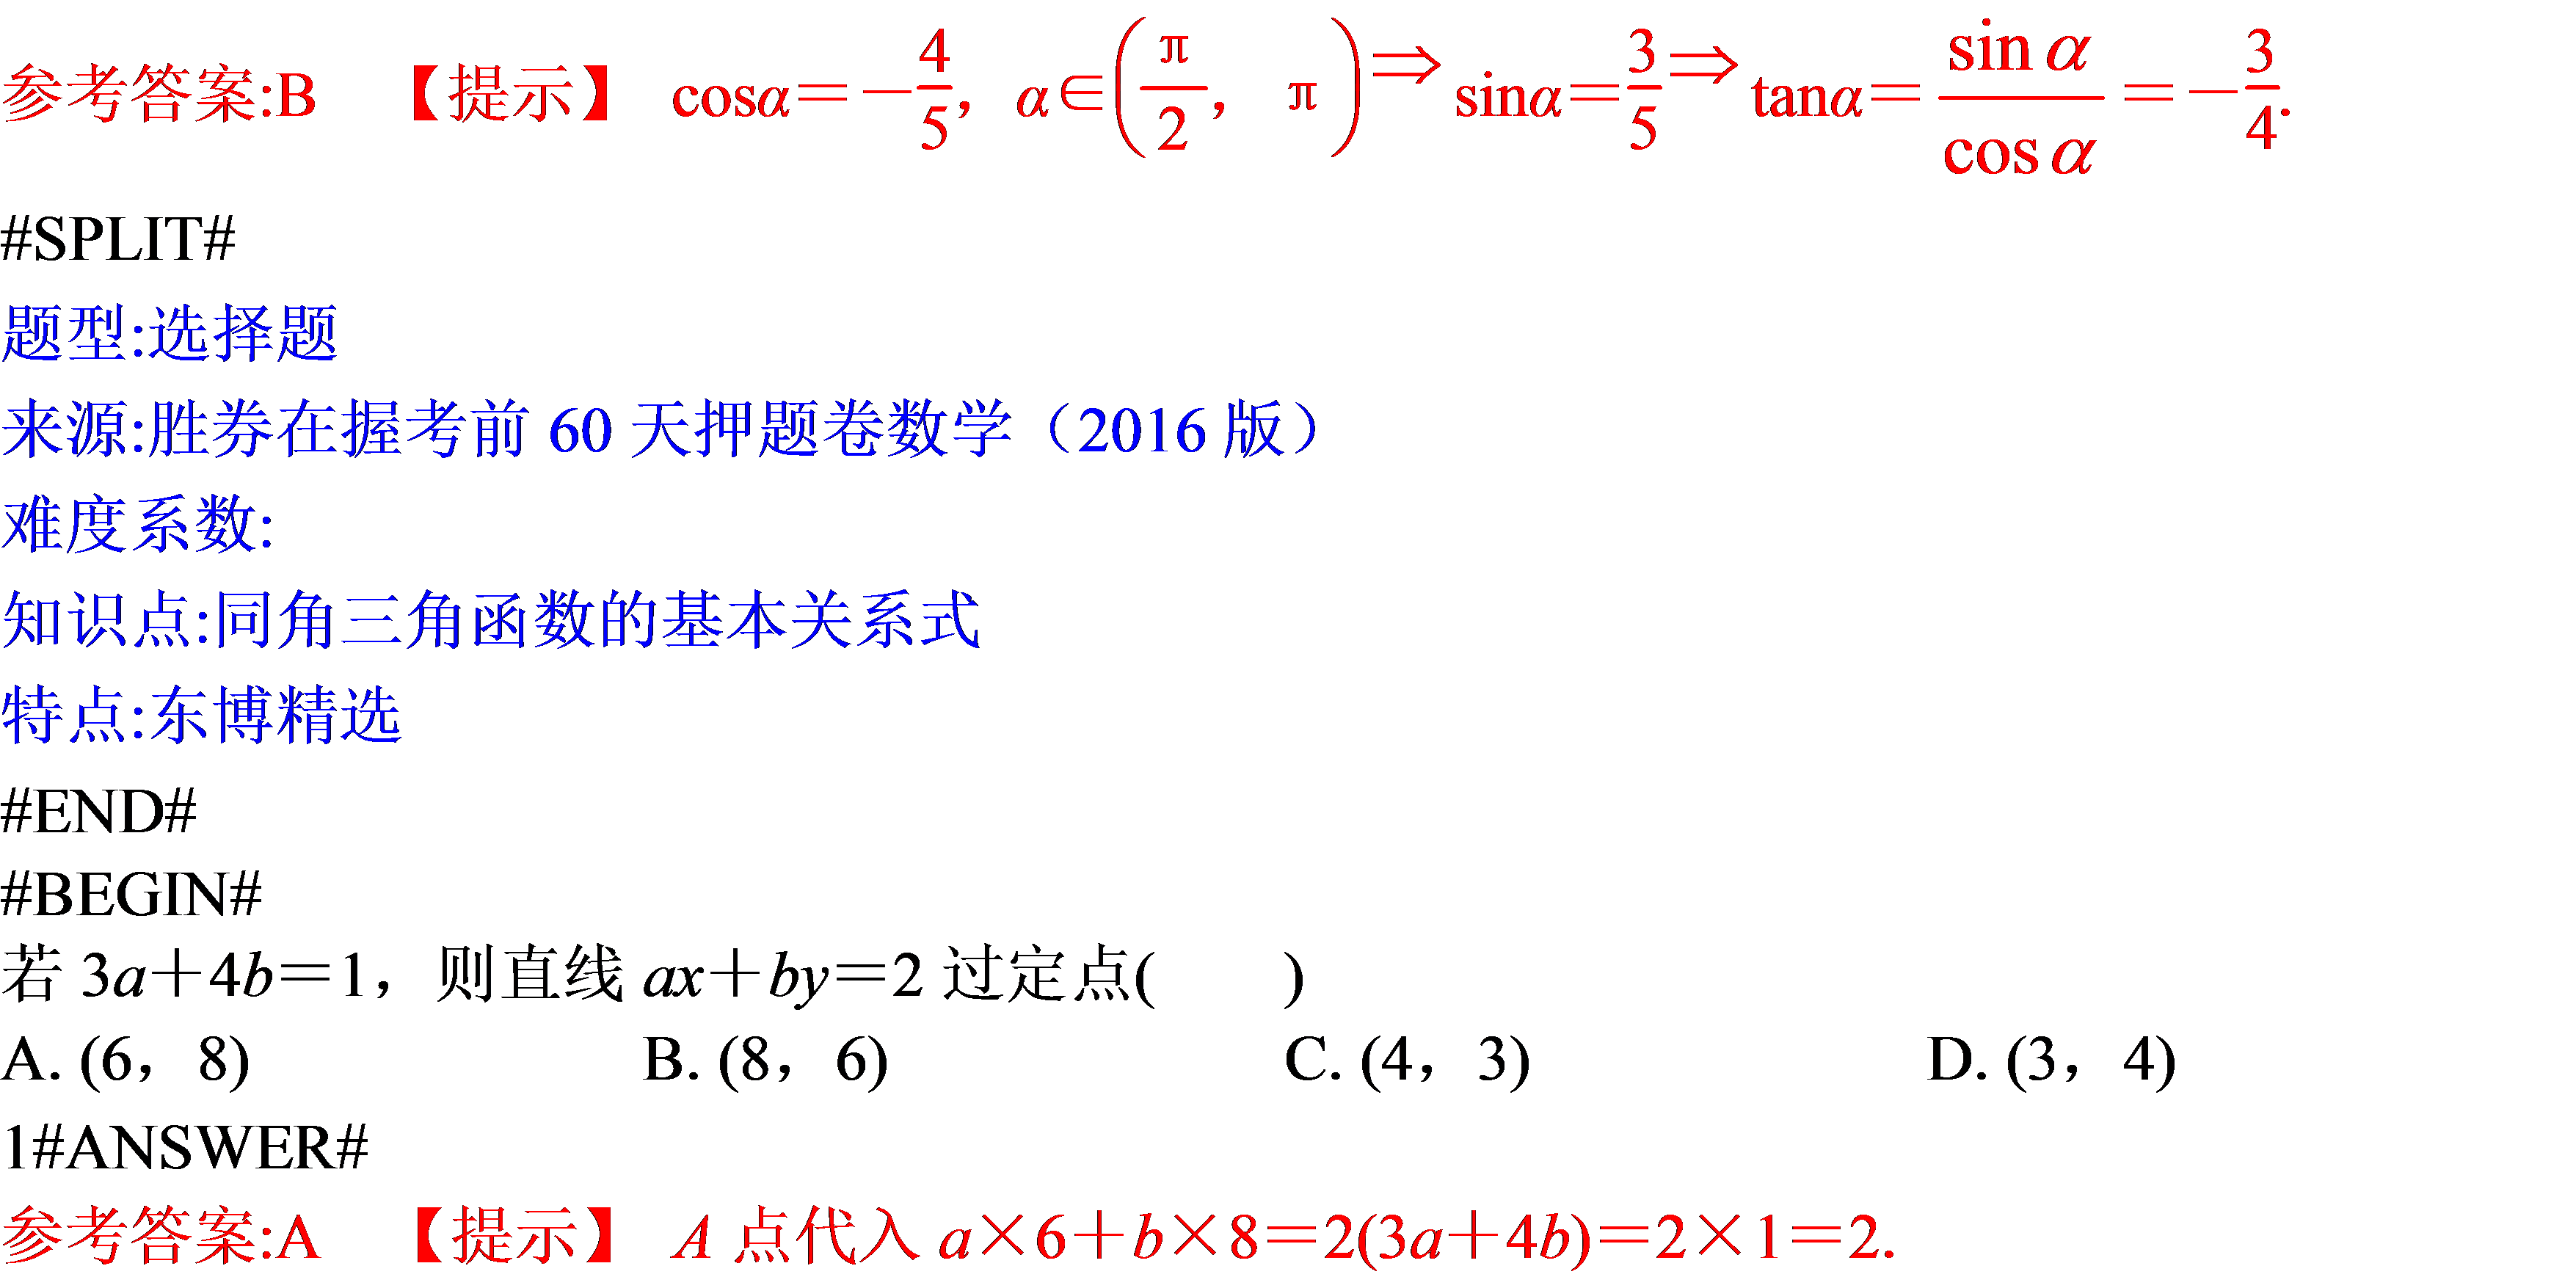 参考答案:B 【提示】 cosα＝－4/5，α∈(π/2， π)⇒sinα＝3/5⇒tanα＝sin α/cos α＝－3/4.
#SPLIT#
题型:选择题
来源:胜券在握考前 60 天押题卷数学（2016 版）
难度系数:
知识点:同角三角函数的基本关系式
特点:东博精选
#END#
#BEGIN#
若 3a＋4b＝1，则直线 ax＋by＝2 过定点( )
A. (6，8) B. (8，6) C. (4，3) D. (3，4)
1#ANSWER#
参考答案:A 【提示】 A 点代入 a×6＋b×8＝2(3a＋4b)＝2×1＝2.